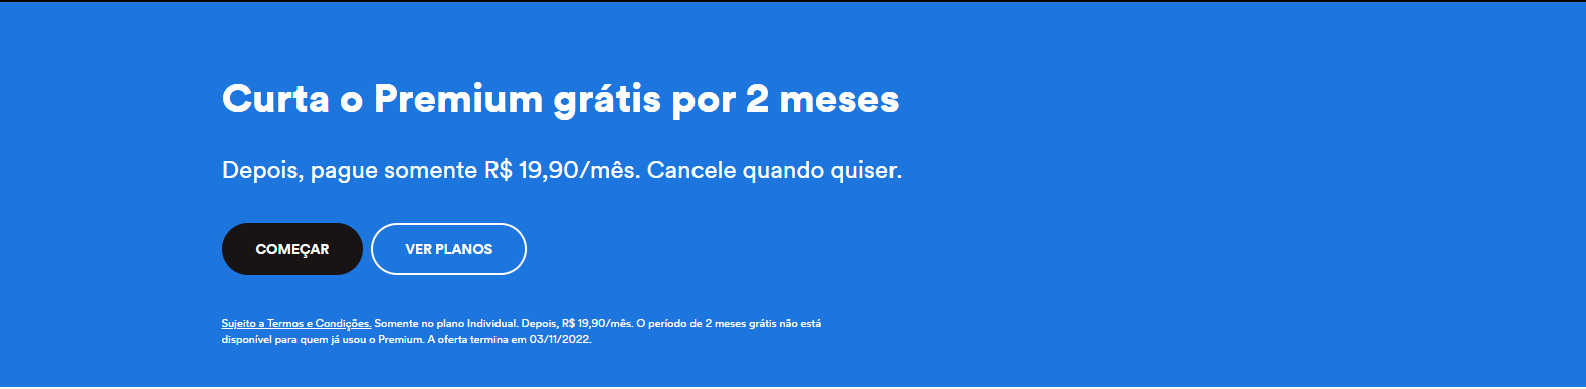 Curta o Premium grátis por 2 meses
Depois, pague somente R$ 19,90/mês. Cancele quando quiser.
COMEÇAR
VER PLANOS
Sujeito a Termos e Condições. Somente no plano Individual. Depois, R$ 19,90/mês. O período de 2 meses grátis não está
disponível para quem já usou o Premium. A oferta termina em 03/11/2022.